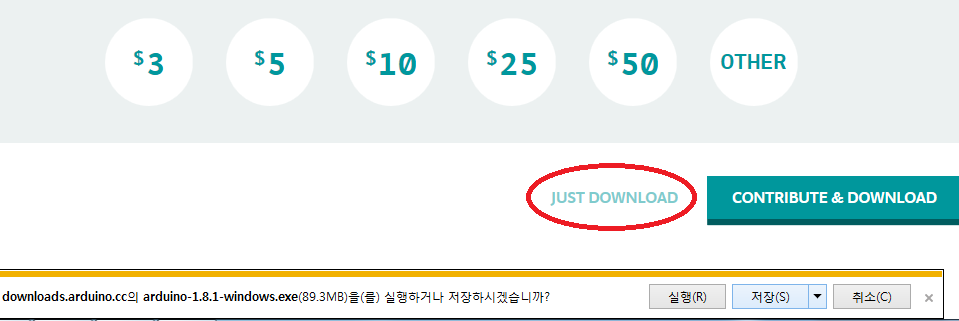 $3 $5 $10 $25 $50 OTHER
JUST DOWNLOAD CONTRIBUTE & DOWNLOAD
downloads.arduino.cc의 arduino-1.8.1-windows.exe(89.3MB)을(를) 실행하거나 저장하시겠습니까? 실행(R) 저장(S) 취소(C) ×